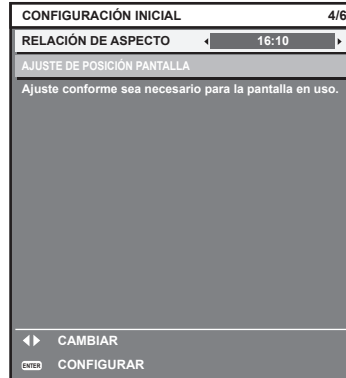 CONFIGURACIÓN INICIAL 4/6
RELACIÓN DE ASPECTO 16:10
AJUSTE DE POSICIÓN PANTALLA
Ajuste conforme sea necesario para la pantalla en uso.
CAMBIAR
ENTER CONFIGURAR